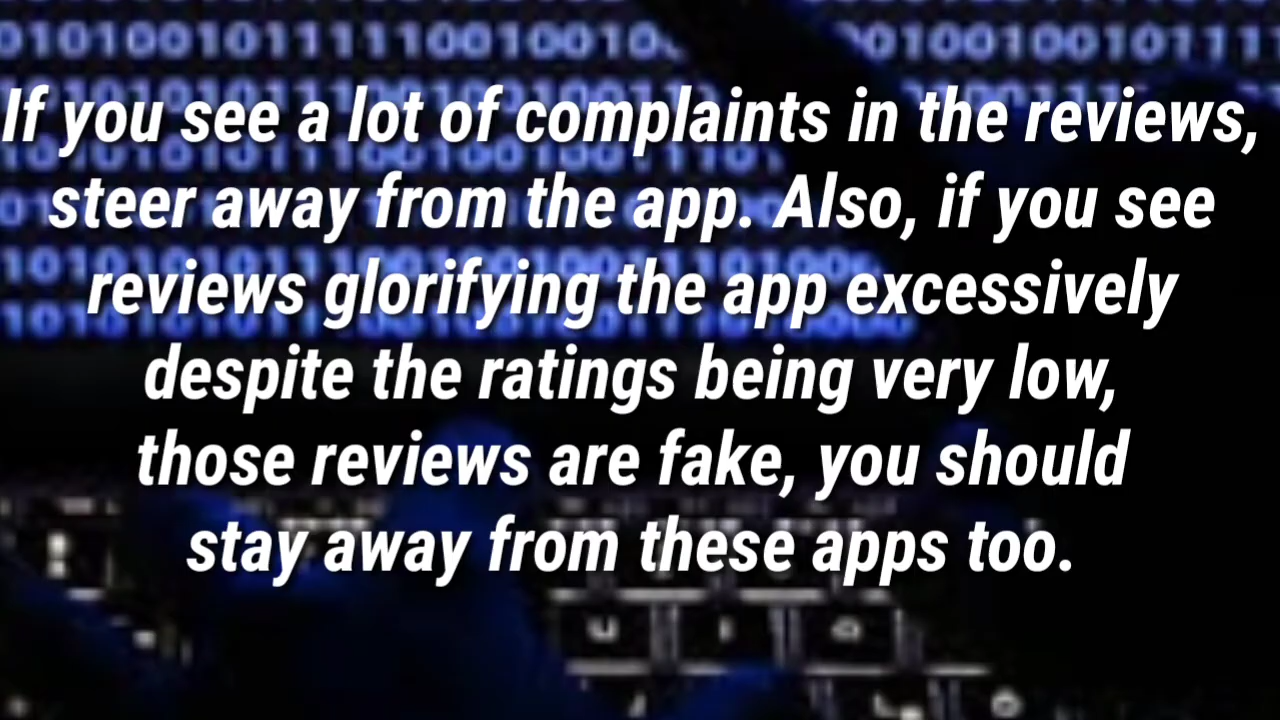 If you see a lot of complaints in the reviews,
steer away from the app. Also, if you see
reviews glorifying the app excessively
despite the ratings being very low,
those reviews are fake, you should
stay away from these apps too.